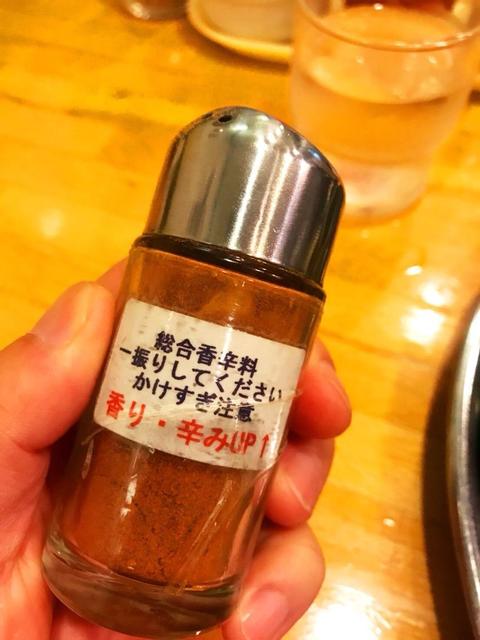 総合香辛料
一振りしてください
かけすぎ注意
香り・辛みUP↑